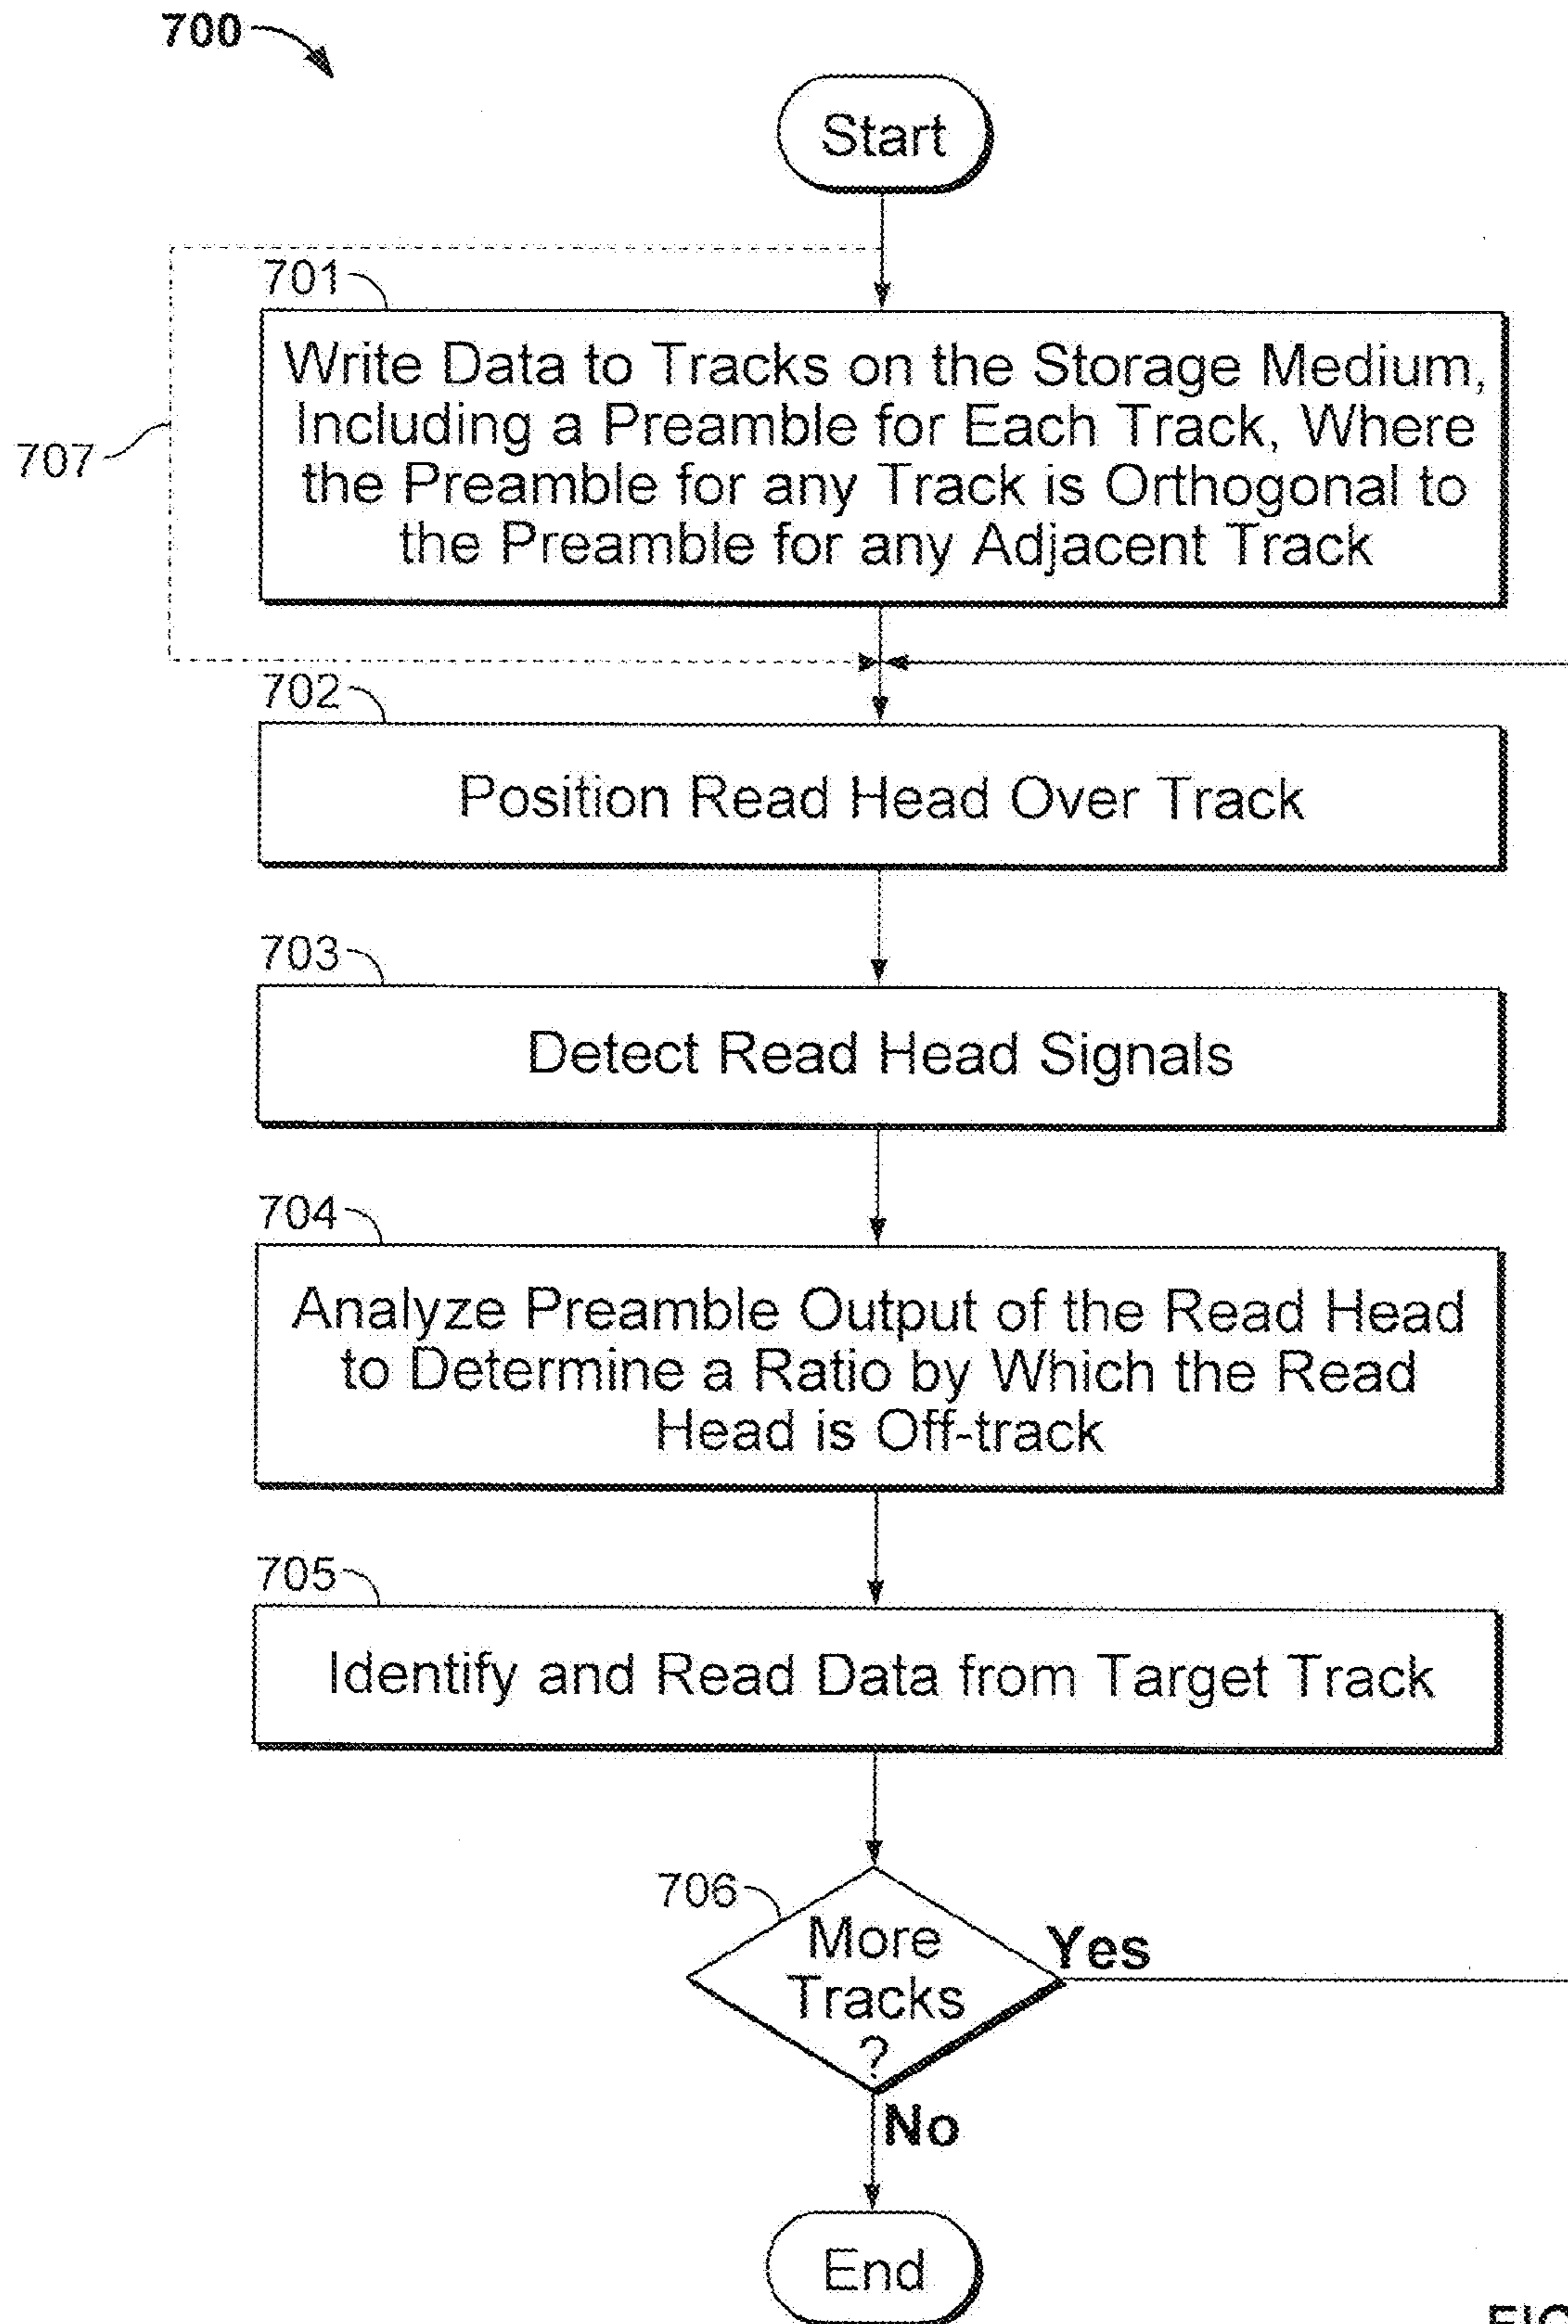 700
Start
701
Write Data to Tracks on the Storage Medium,
Including a Preamble for Each Track, Where
the Preamble for any Track is Orthogonal to
the Preamble for any Adjacent Track
707
702
Position Read Head Over Track
703
Detect Read Head Signals
704
Analyze Preamble Output of the Read Head
to Determine a Ratio by Which the Read
Head is Off-track
705
Identify and Read Data from Target Track
706
More
Tracks
?
Yes
No
End